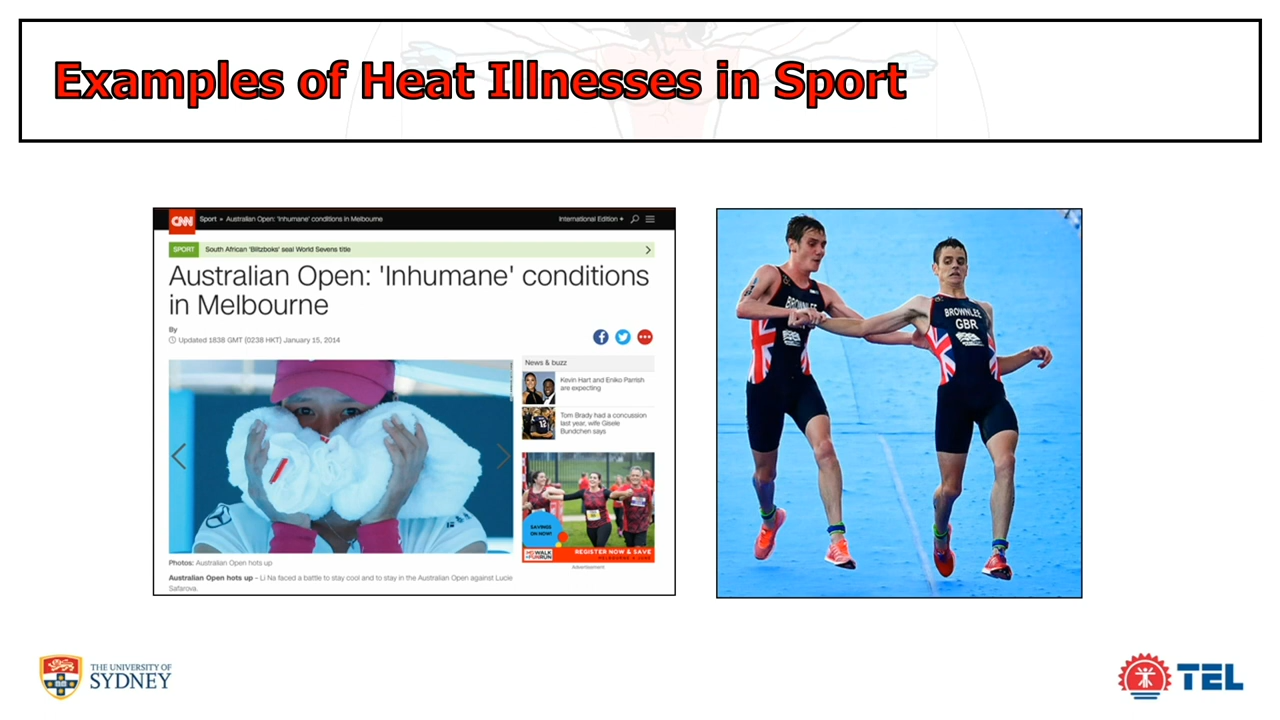 Examples of Heat Illnesses in Sport
CNN Sport » Australian Open: 'Inhumane' conditions in Melbourne International Edition +
SPORT South African 'Blitzboks' seal World Sevens title
Australian Open: 'Inhumane' conditions
in Melbourne
By
Updated 1838 GMT (0238 HKT) January 15, 2014
News & buzz
Kevin Hart and Eniko Parrish
are expecting
Tom Brady had a concussion
last year, wife Gisele
Bundchen says
12
SAVINGS
ON NOW!
REGISTER NOW & SAVE
Advertisement
Photos: Australian Open hots up
Australian Open hots up – Li Na faced a battle to stay cool and to stay in the Australian Open against Lucie
Safarova.
BROWNLEE
BROWNLEE
GBR
THE UNIVERSITY OF
SYDNEY
TEL